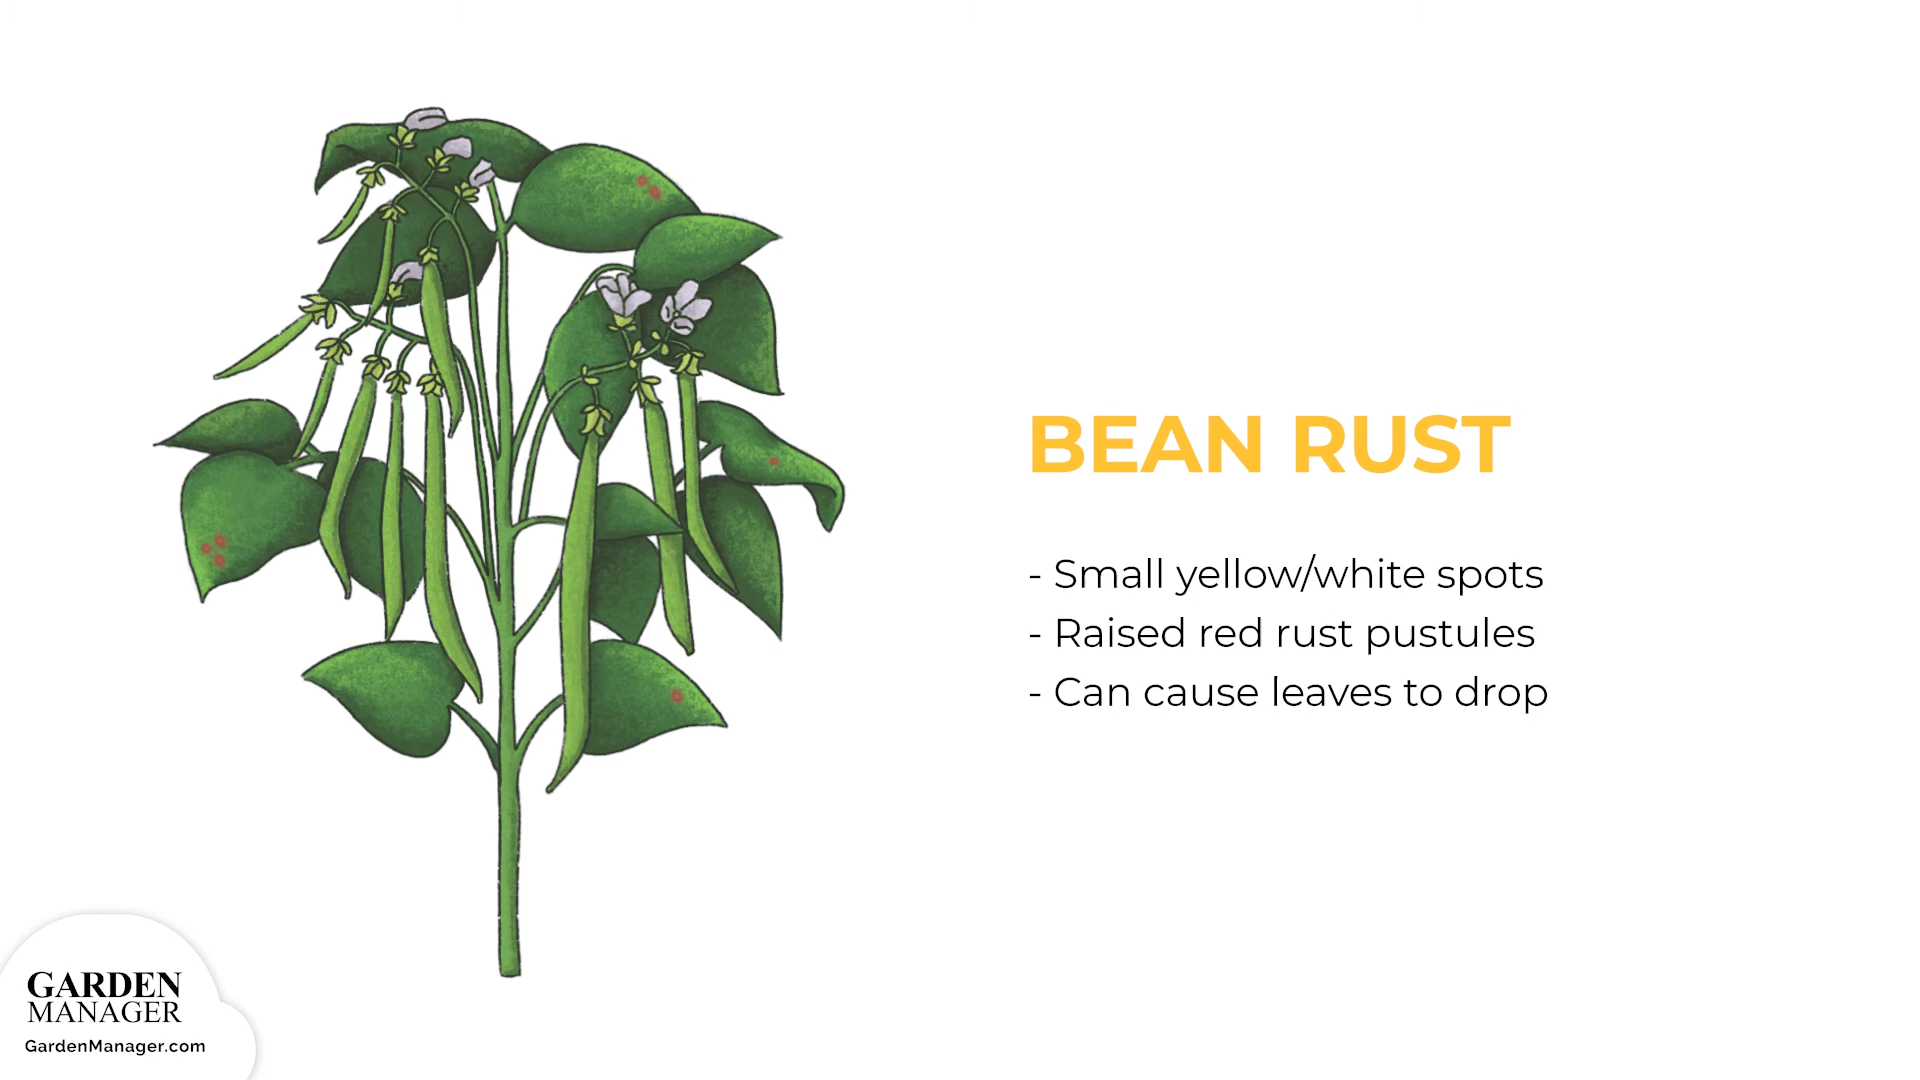 BEAN RUST
- Small yellow/white spots
- Raised red rust pustules
- Can cause leaves to drop
GARDEN
MANAGER
GardenManager.com